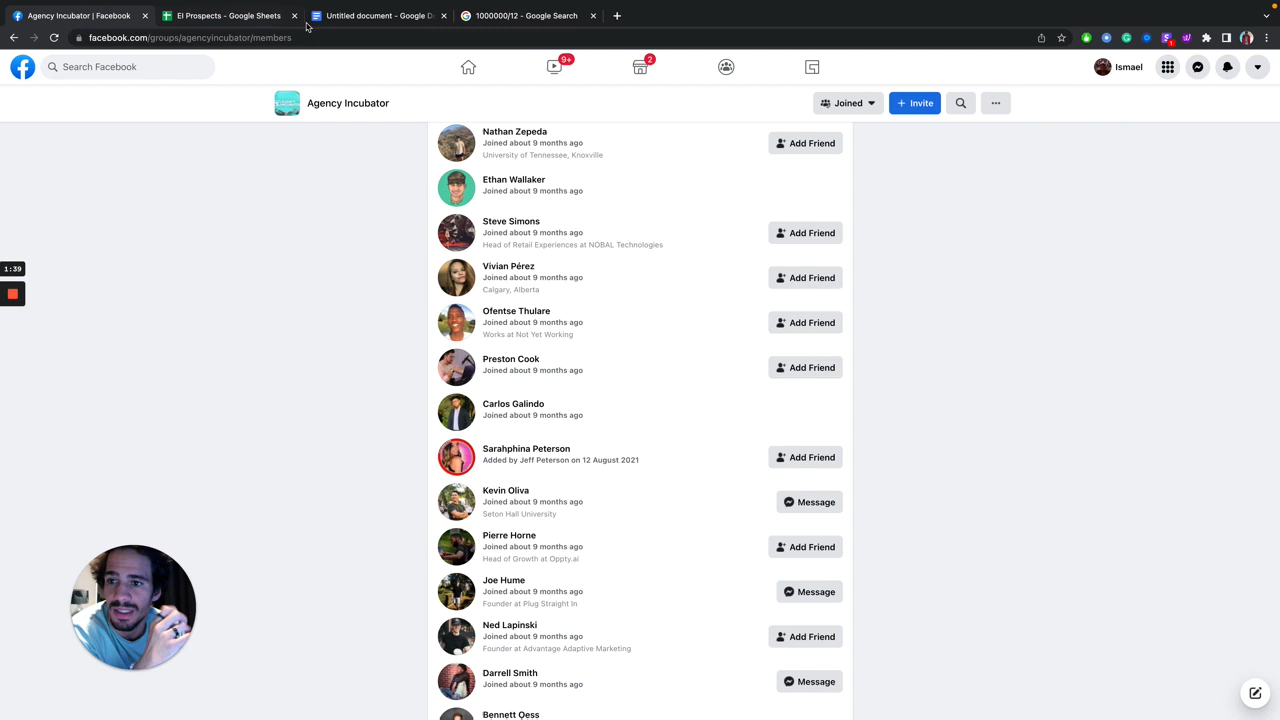 Agency Incubator | Facebook
EI Prospects - Google Sheets
Untitled document - Google D
1000000/12 - Google Search
facebook.com/groups/agencyincubator/members
Search Facebook
9+
2
Ismael
Agency Incubator
Joined
Invite
Nathan Zepeda
Joined about 9 months ago
University of Tennessee, Knoxville
Add Friend
Ethan Wallaker
Joined about 9 months ago
Steve Simons
Joined about 9 months ago
Head of Retail Experiences at NOBAL Technologies
Add Friend
1:39
Vivian Pérez
Joined about 9 months ago
Calgary, Alberta
Add Friend
Ofentse Thulare
Joined about 9 months ago
Works at Not Yet Working
Add Friend
Preston Cook
Joined about 9 months ago
Add Friend
Carlos Galindo
Joined about 9 months ago
Sarahphina Peterson
Added by Jeff Peterson on 12 August 2021
Add Friend
Kevin Oliva
Joined about 9 months ago
Seton Hall University
Message
Pierre Horne
Joined about 9 months ago
Head of Growth at Oppty.ai
Add Friend
Joe Hume
Joined about 9 months ago
Founder at Plug Straight In
Message
Ned Lapinski
Joined about 9 months ago
Founder at Advantage Adaptive Marketing
Add Friend
Darrell Smith
Joined about 9 months ago
Message
Bennett Oess